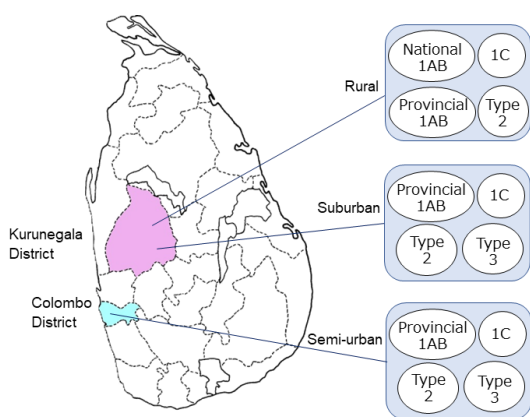 National
1AB
1C
Rural
Provincial
1AB
Type
2
Provincial
1AB
1C
Suburban
Type
2
Type
3
Kurunegala
District
Colombo
District
Provincial
1AB
1C
Semi-urban
Type
2
Type
3